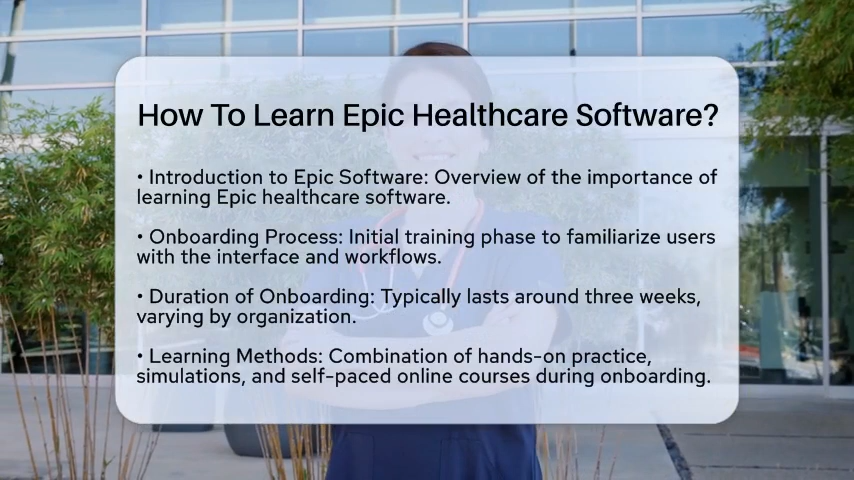 How To Learn Epic Healthcare Software?
• Introduction to Epic Software: Overview of the importance of
learning Epic healthcare software.
• Onboarding Process: Initial training phase to familiarize users
with the interface and workflows.
• Duration of Onboarding: Typically lasts around three weeks,
varying by organization.
• Learning Methods: Combination of hands-on practice,
simulations, and self-paced online courses during onboarding.